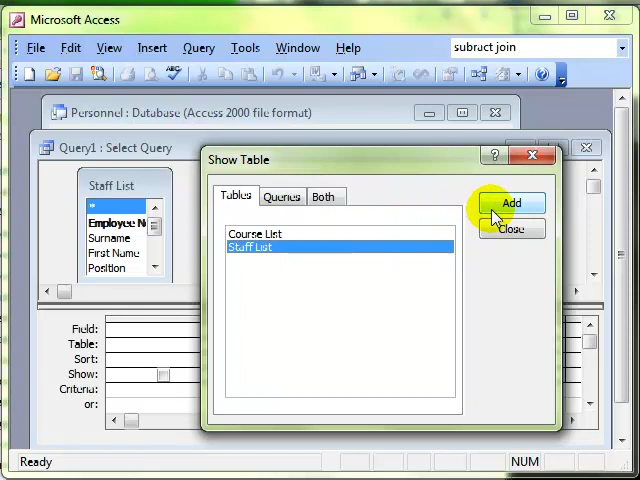 Microsoft Access
File Edit View Insert Query Tools Window Help
subruct join
Personnel : Database (Access 2000 file format)
Query1 : Select Query
Show Table
Staff List
*
Employee N
Surname
First Name
Position
Tables Queries Both
Course List
Staff List
Add
Close
Field:
Table:
Sort:
Show:
Criteria:
or:
Ready
NUM